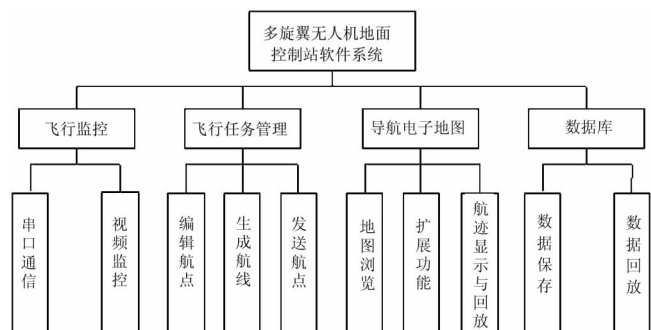 多旋翼无人机地面
控制站软件系统
飞行监控
飞行任务管理
导航电子地图
数据库
串口通信
视频监控
编辑航点
生成航线
发送航点
地图浏览
扩展功能
航迹显示与回放
数据保存
数据回放